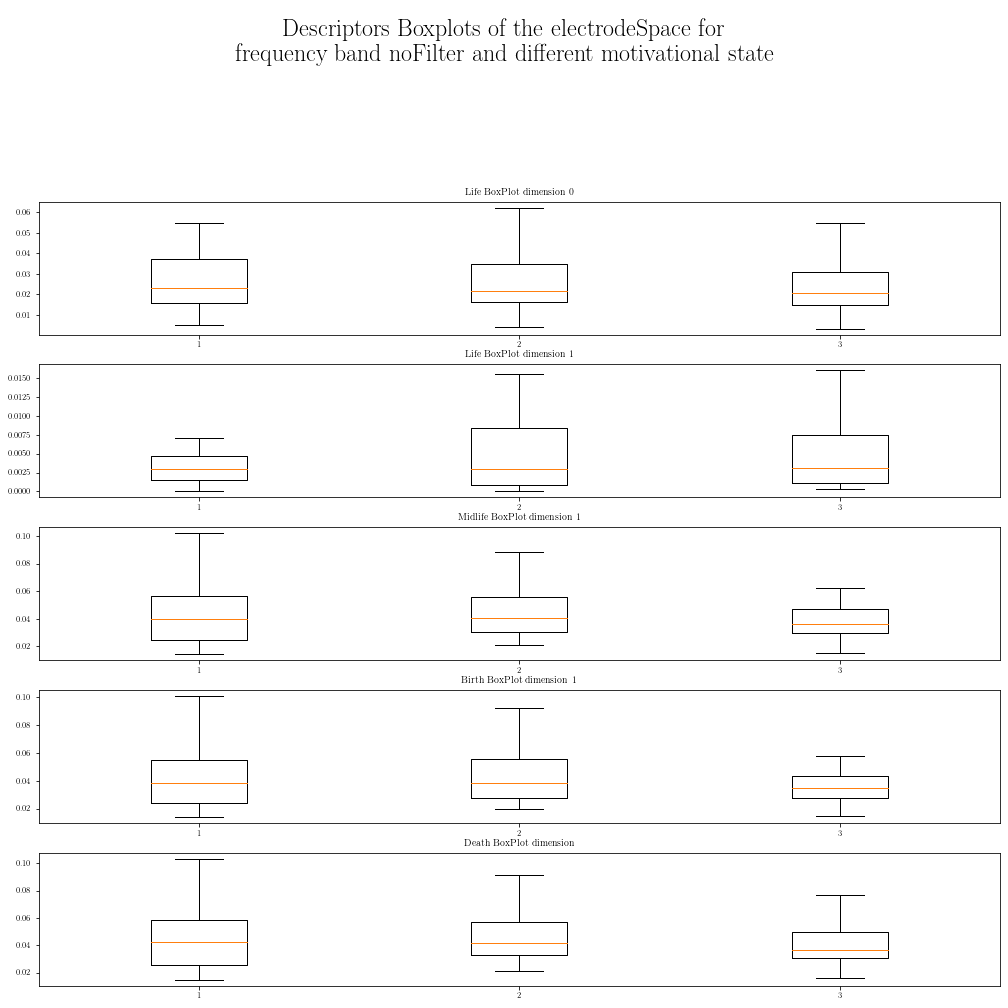 Descriptors Boxplots of the electrodeSpace for
frequency band noFilter and different motivational state
Life BoxPlot dimension 0
0.06
0.05
0.04
0.03
0.02
0.01
1 2 3
Life BoxPlot dimension 1
0.0150
0.0125
0.0100
0.0075
0.0050
0.0025
0.0000
1 2 3
Midlife BoxPlot dimension 1
0.10
0.08
0.06
0.04
0.02
1 2 3
Birth BoxPlot dimension 1
0.10
0.08
0.06
0.04
0.02
1 2 3
Death BoxPlot dimension
0.10
0.08
0.06
0.04
0.02
1 2 3